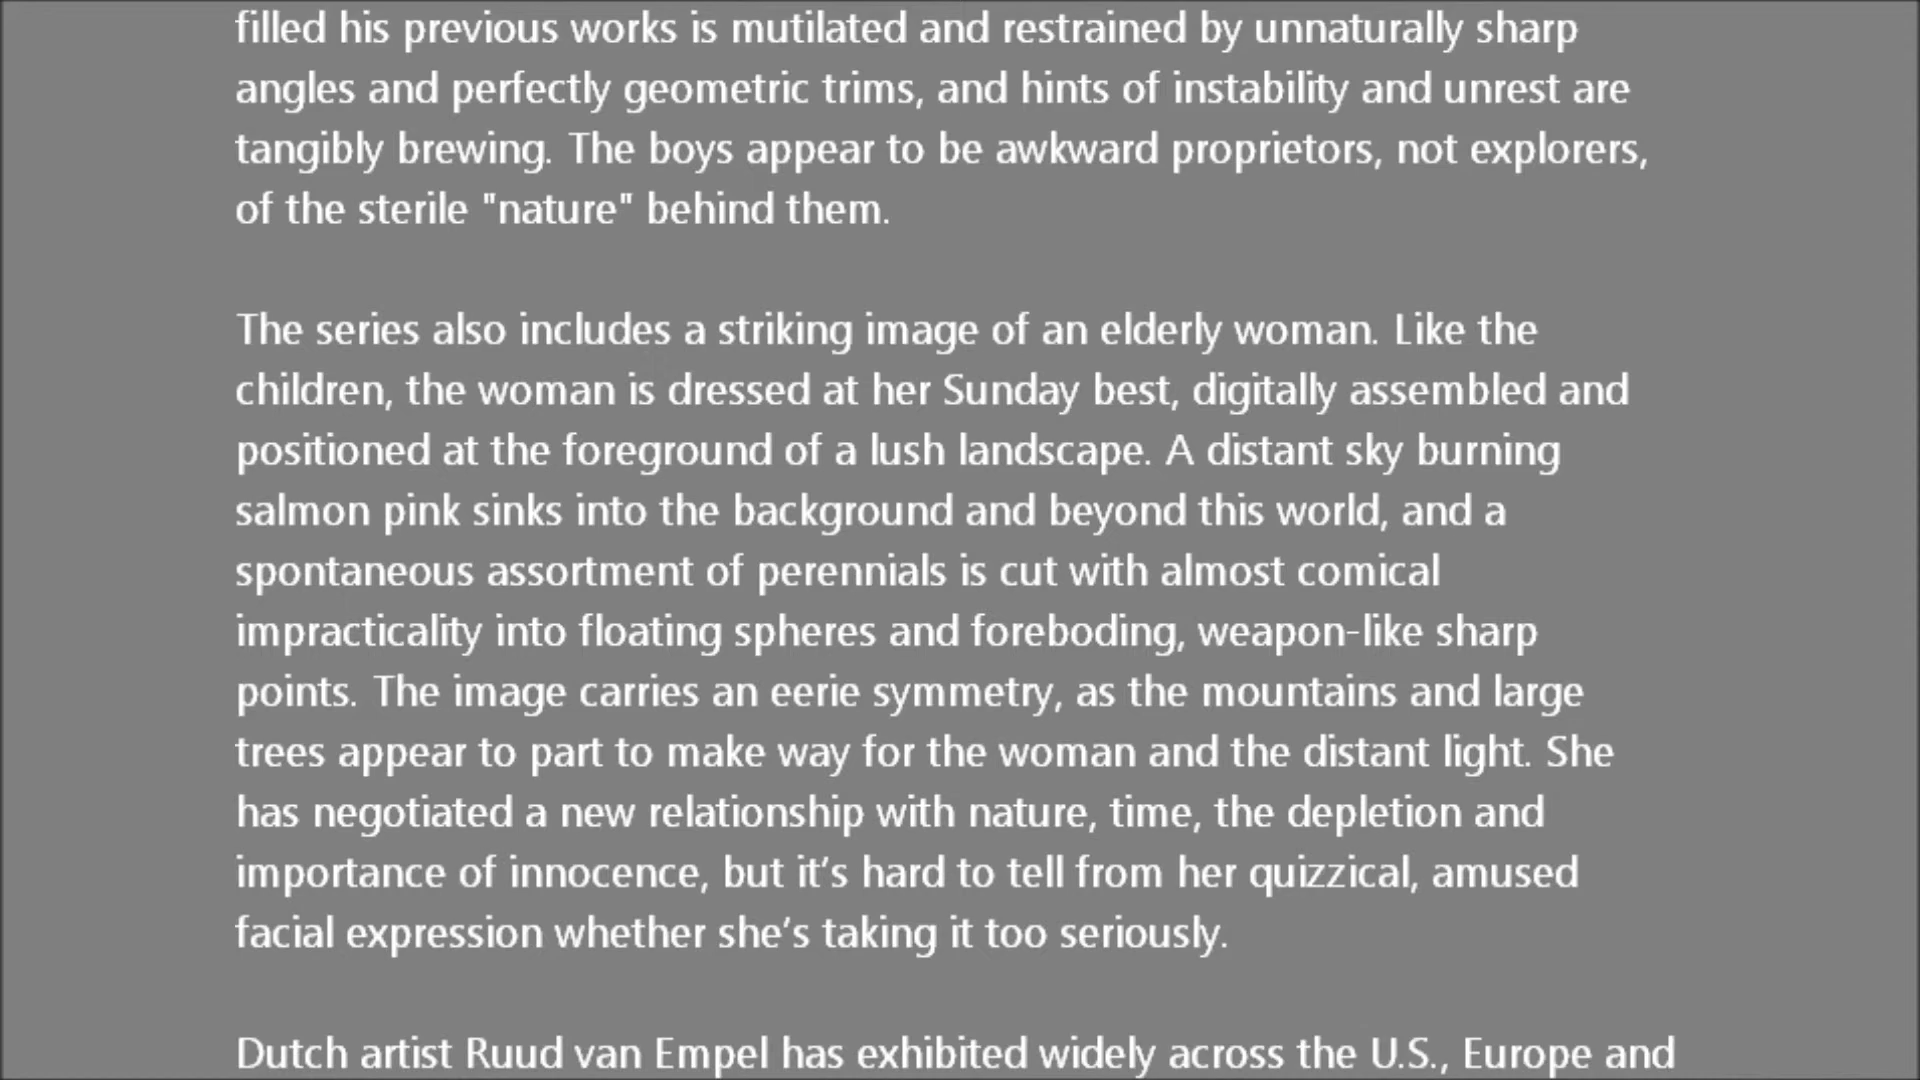 filled his previous works is mutilated and restrained by unnaturally sharp
angles and perfectly geometric trims, and hints of instability and unrest are
tangibly brewing. The boys appear to be awkward proprietors, not explorers,
of the sterile "nature" behind them.
The series also includes a striking image of an elderly woman. Like the
children, the woman is dressed at her Sunday best, digitally assembled and
positioned at the foreground of a lush landscape. A distant sky burning
salmon pink sinks into the background and beyond this world, and a
spontaneous assortment of perennials is cut with almost comical
impracticality into floating spheres and foreboding, weapon-like sharp
points. The image carries an eerie symmetry, as the mountains and large
trees appear to part to make way for the woman and the distant light. She
has negotiated a new relationship with nature, time, the depletion and
importance of innocence, but it’s hard to tell from her quizzical, amused
facial expression whether she’s taking it too seriously.
Dutch artist Ruud van Empel has exhibited widely across the U.S., Europe and